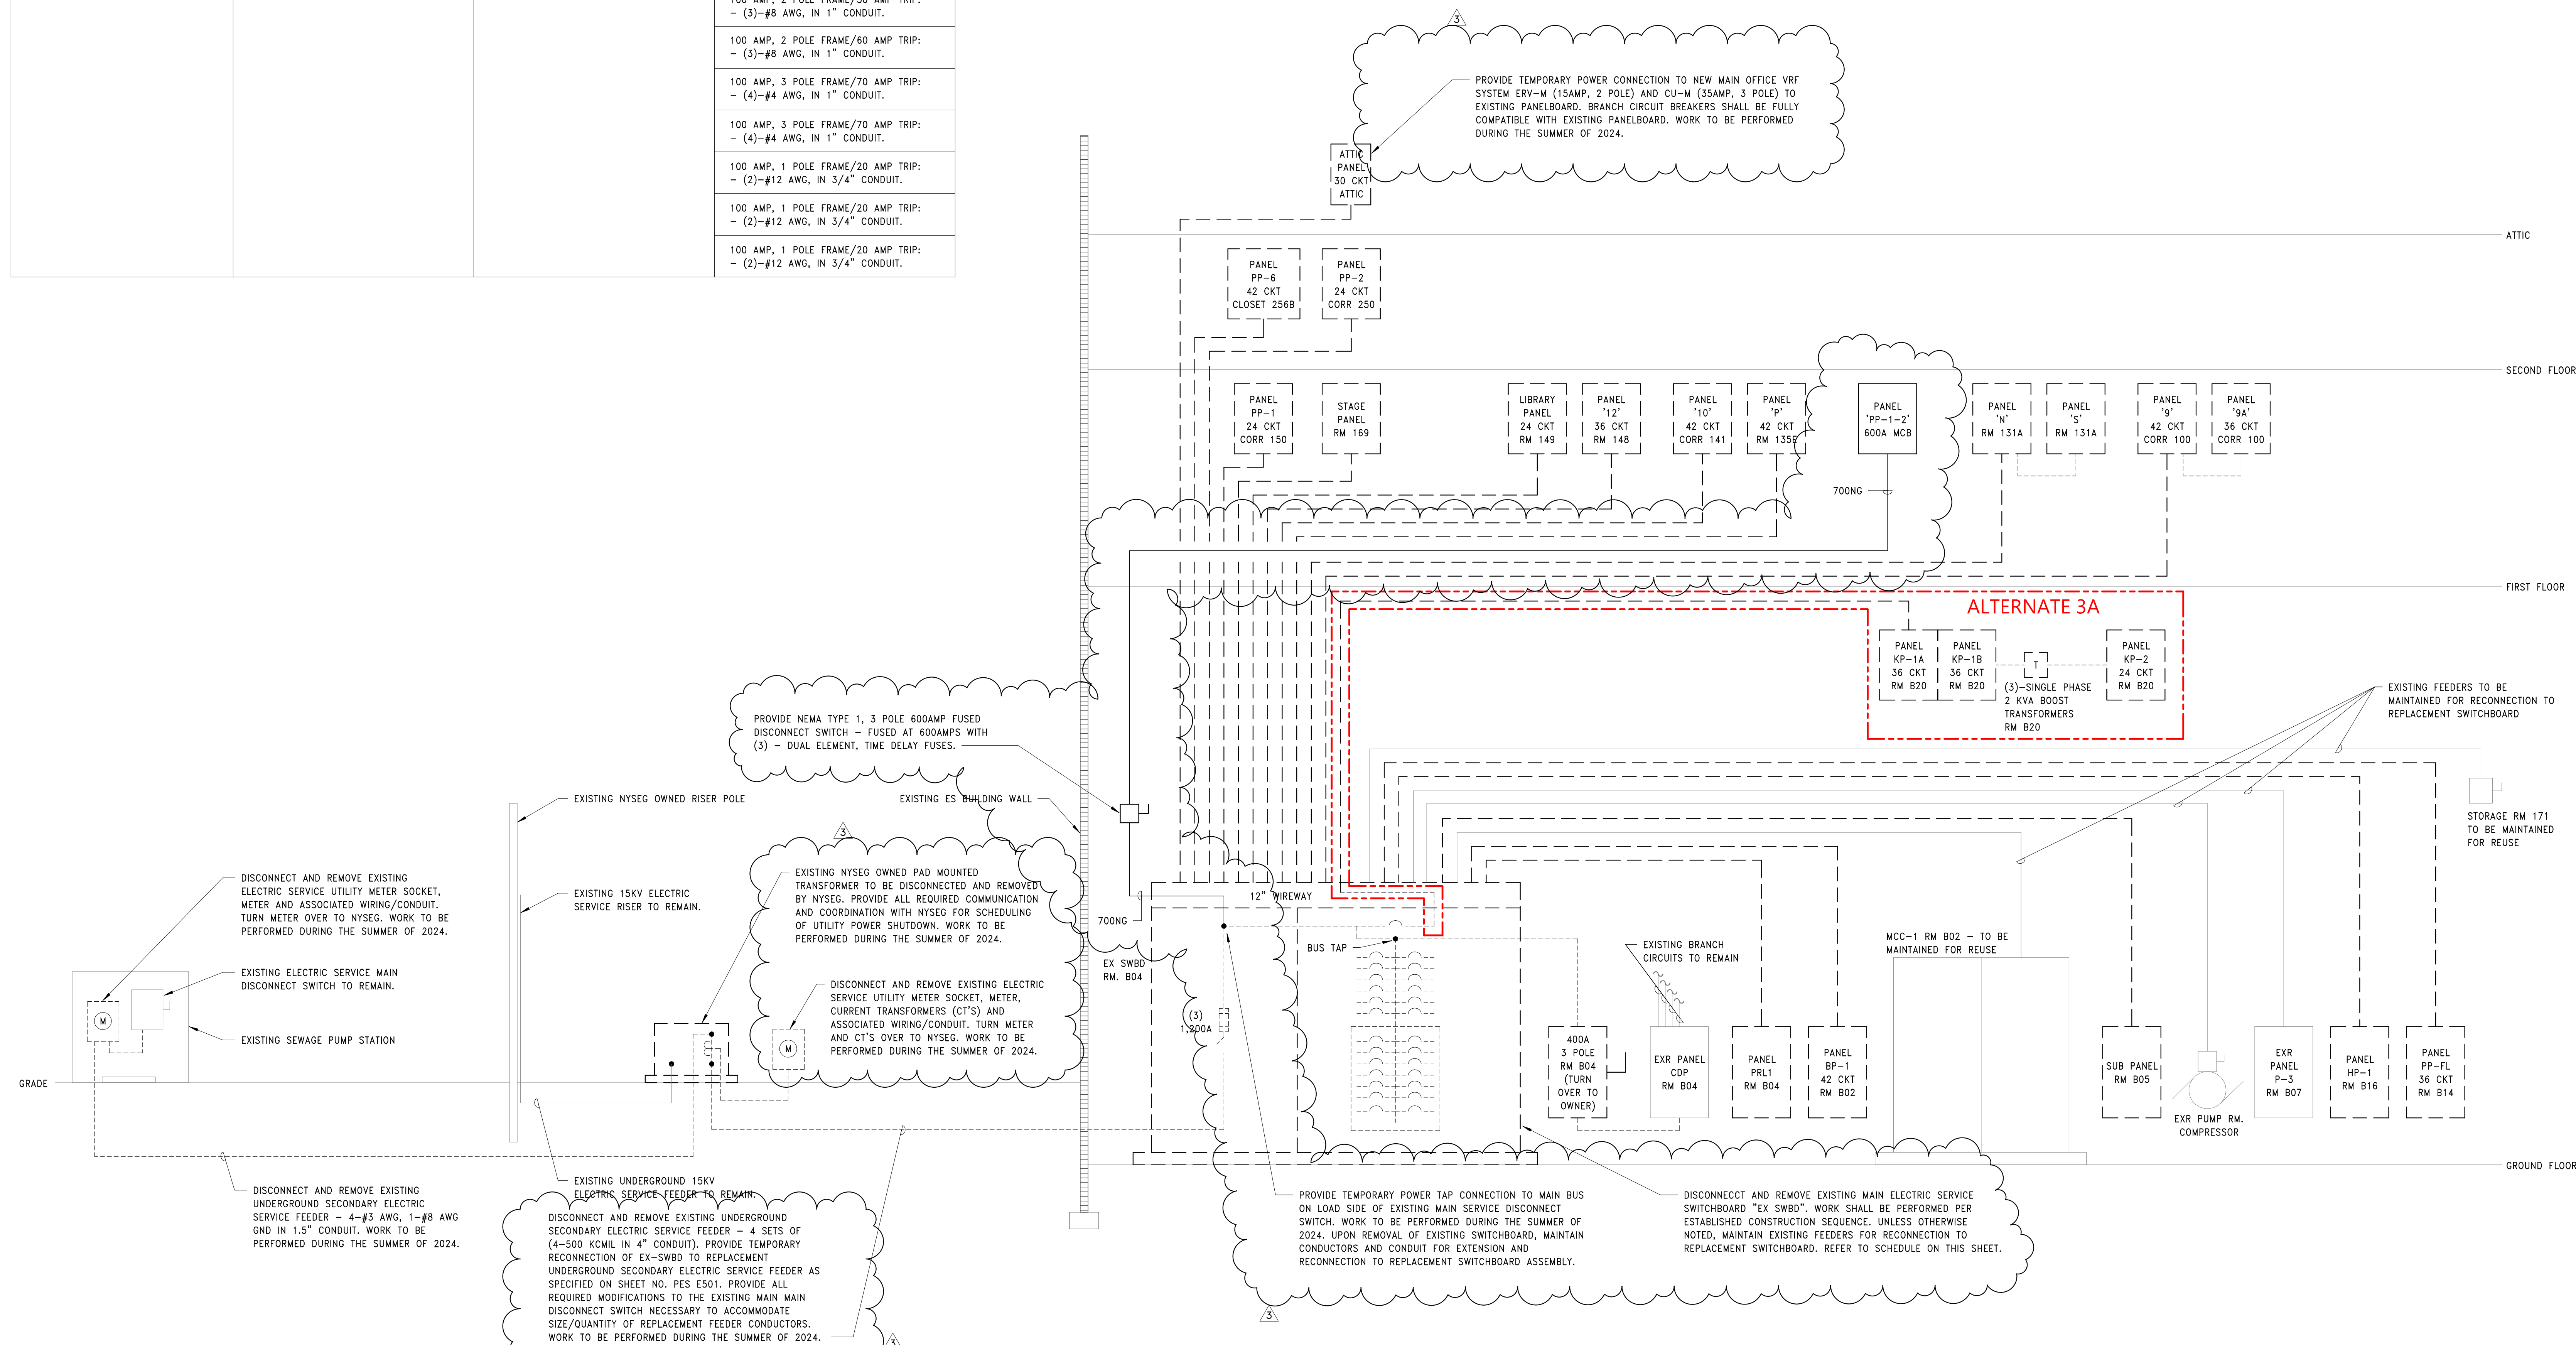 100 AMP, 2 POLE FRAME/50 AMP TRIP:
– (3)–#8 AWG, IN 1" CONDUIT.
100 AMP, 2 POLE FRAME/60 AMP TRIP:
– (3)–#8 AWG, IN 1" CONDUIT.
100 AMP, 3 POLE FRAME/70 AMP TRIP:
– (4)–#4 AWG, IN 1" CONDUIT.
100 AMP, 3 POLE FRAME/70 AMP TRIP:
– (4)–#4 AWG, IN 1" CONDUIT.
100 AMP, 1 POLE FRAME/20 AMP TRIP:
– (2)–#12 AWG, IN 3/4" CONDUIT.
100 AMP, 1 POLE FRAME/20 AMP TRIP:
– (2)–#12 AWG, IN 3/4" CONDUIT.
100 AMP, 1 POLE FRAME/20 AMP TRIP:
– (2)–#12 AWG, IN 3/4" CONDUIT.
3
PROVIDE TEMPORARY POWER CONNECTION TO NEW MAIN OFFICE VRF
SYSTEM ERV–M (15AMP, 2 POLE) AND CU–M (35AMP, 3 POLE) TO
EXISTING PANELBOARD. BRANCH CIRCUIT BREAKERS SHALL BE FULLY
COMPATIBLE WITH EXISTING PANELBOARD. WORK TO BE PERFORMED
DURING THE SUMMER OF 2024.
ATTIC
PANEL
30 CKT
ATTIC
ATTIC
PANEL
PP–6
42 CKT
CLOSET 256B
PANEL
PP–2
24 CKT
CORR 250
SECOND FLOOR
PANEL
PP–1
24 CKT
CORR 150
STAGE
PANEL
RM 169
LIBRARY
PANEL
24 CKT
RM 149
PANEL
'12'
36 CKT
RM 148
PANEL
'10'
42 CKT
CORR 141
PANEL
'P'
42 CKT
RM 135E
PANEL
'PP–1–2'
600A MCB
PANEL
'N'
RM 131A
PANEL
'S'
RM 131A
PANEL
'9'
42 CKT
CORR 100
PANEL
'9A'
36 CKT
CORR 100
700NG
FIRST FLOOR
ALTERNATE 3A
PANEL
KP–1A
36 CKT
RM B20
PANEL
KP–1B
36 CKT
RM B20
T
(3)–SINGLE PHASE
2 KVA BOOST
TRANSFORMERS
RM B20
PANEL
KP–2
24 CKT
RM B20
EXISTING FEEDERS TO BE
MAINTAINED FOR RECONNECTION TO
REPLACEMENT SWITCHBOARD
PROVIDE NEMA TYPE 1, 3 POLE 600AMP FUSED
DISCONNECT SWITCH – FUSED AT 600AMPS WITH
(3) – DUAL ELEMENT, TIME DELAY FUSES.
EXISTING NYSEG OWNED RISER POLE
EXISTING ES BUILDING WALL
STORAGE RM 171
TO BE MAINTAINED
FOR REUSE
3
DISCONNECT AND REMOVE EXISTING
ELECTRIC SERVICE UTILITY METER SOCKET,
METER AND ASSOCIATED WIRING/CONDUIT.
TURN METER OVER TO NYSEG. WORK TO BE
PERFORMED DURING THE SUMMER OF 2024.
EXISTING 15KV ELECTRIC
SERVICE RISER TO REMAIN.
EXISTING NYSEG OWNED PAD MOUNTED
TRANSFORMER TO BE DISCONNECTED AND REMOVED
BY NYSEG. PROVIDE ALL REQUIRED COMMUNICATION
AND COORDINATION WITH NYSEG FOR SCHEDULING
OF UTILITY POWER SHUTDOWN. WORK TO BE
PERFORMED DURING THE SUMMER OF 2024.
700NG
12" WIREWAY
BUS TAP
EX SWBD
RM. B04
EXISTING BRANCH
CIRCUITS TO REMAIN
MCC–1 RM B02 – TO BE
MAINTAINED FOR REUSE
EXISTING ELECTRIC SERVICE MAIN
DISCONNECT SWITCH TO REMAIN.
DISCONNECT AND REMOVE EXISTING ELECTRIC
SERVICE UTILITY METER SOCKET, METER,
CURRENT TRANSFORMERS (CT'S) AND
ASSOCIATED WIRING/CONDUIT. TURN METER
AND CT'S OVER TO NYSEG. WORK TO BE
PERFORMED DURING THE SUMMER OF 2024.
M
M
EXISTING SEWAGE PUMP STATION
(3)
1,200A
400A
3 POLE
RM B04
(TURN
OVER TO
OWNER)
EXR PANEL
CDP
RM B04
PANEL
PRL1
RM B04
PANEL
BP–1
42 CKT
RM B02
SUB PANEL
RM B05
EXR PUMP RM.
COMPRESSOR
EXR
PANEL
P–3
RM B07
PANEL
HP–1
RM B16
PANEL
PP–FL
36 CKT
RM B14
GRADE
GROUND FLOOR
DISCONNECT AND REMOVE EXISTING
UNDERGROUND SECONDARY ELECTRIC
SERVICE FEEDER – 4–#3 AWG, 1–#8 AWG
GND IN 1.5" CONDUIT. WORK TO BE
PERFORMED DURING THE SUMMER OF 2024.
EXISTING UNDERGROUND 15KV
ELECTRIC SERVICE FEEDER TO REMAIN.
DISCONNECT AND REMOVE EXISTING UNDERGROUND
SECONDARY ELECTRIC SERVICE FEEDER – 4 SETS OF
(4–500 KCMIL IN 4" CONDUIT). PROVIDE TEMPORARY
RECONNECTION OF EX–SWBD TO REPLACEMENT
UNDERGROUND SECONDARY ELECTRIC SERVICE FEEDER AS
SPECIFIED ON SHEET NO. PES E501. PROVIDE ALL
REQUIRED MODIFICATIONS TO THE EXISTING MAIN MAIN
DISCONNECT SWITCH NECESSARY TO ACCOMMODATE
SIZE/QUANTITY OF REPLACEMENT FEEDER CONDUCTORS.
WORK TO BE PERFORMED DURING THE SUMMER OF 2024.
3
PROVIDE TEMPORARY POWER TAP CONNECTION TO MAIN BUS
ON LOAD SIDE OF EXISTING MAIN SERVICE DISCONNECT
SWITCH. WORK TO BE PERFORMED DURING THE SUMMER OF
2024. UPON REMOVAL OF EXISTING SWITCHBOARD, MAINTAIN
CONDUCTORS AND CONDUIT FOR EXTENSION AND
RECONNECTION TO REPLACEMENT SWITCHBOARD ASSEMBLY.
3
DISCONNECCT AND REMOVE EXISTING MAIN ELECTRIC SERVICE
SWITCHBOARD "EX SWBD". WORK SHALL BE PERFORMED PER
ESTABLISHED CONSTRUCTION SEQUENCE. UNLESS OTHERWISE
NOTED, MAINTAIN EXISTING FEEDERS FOR RECONNECTION TO
REPLACEMENT SWITCHBOARD. REFER TO SCHEDULE ON THIS SHEET.